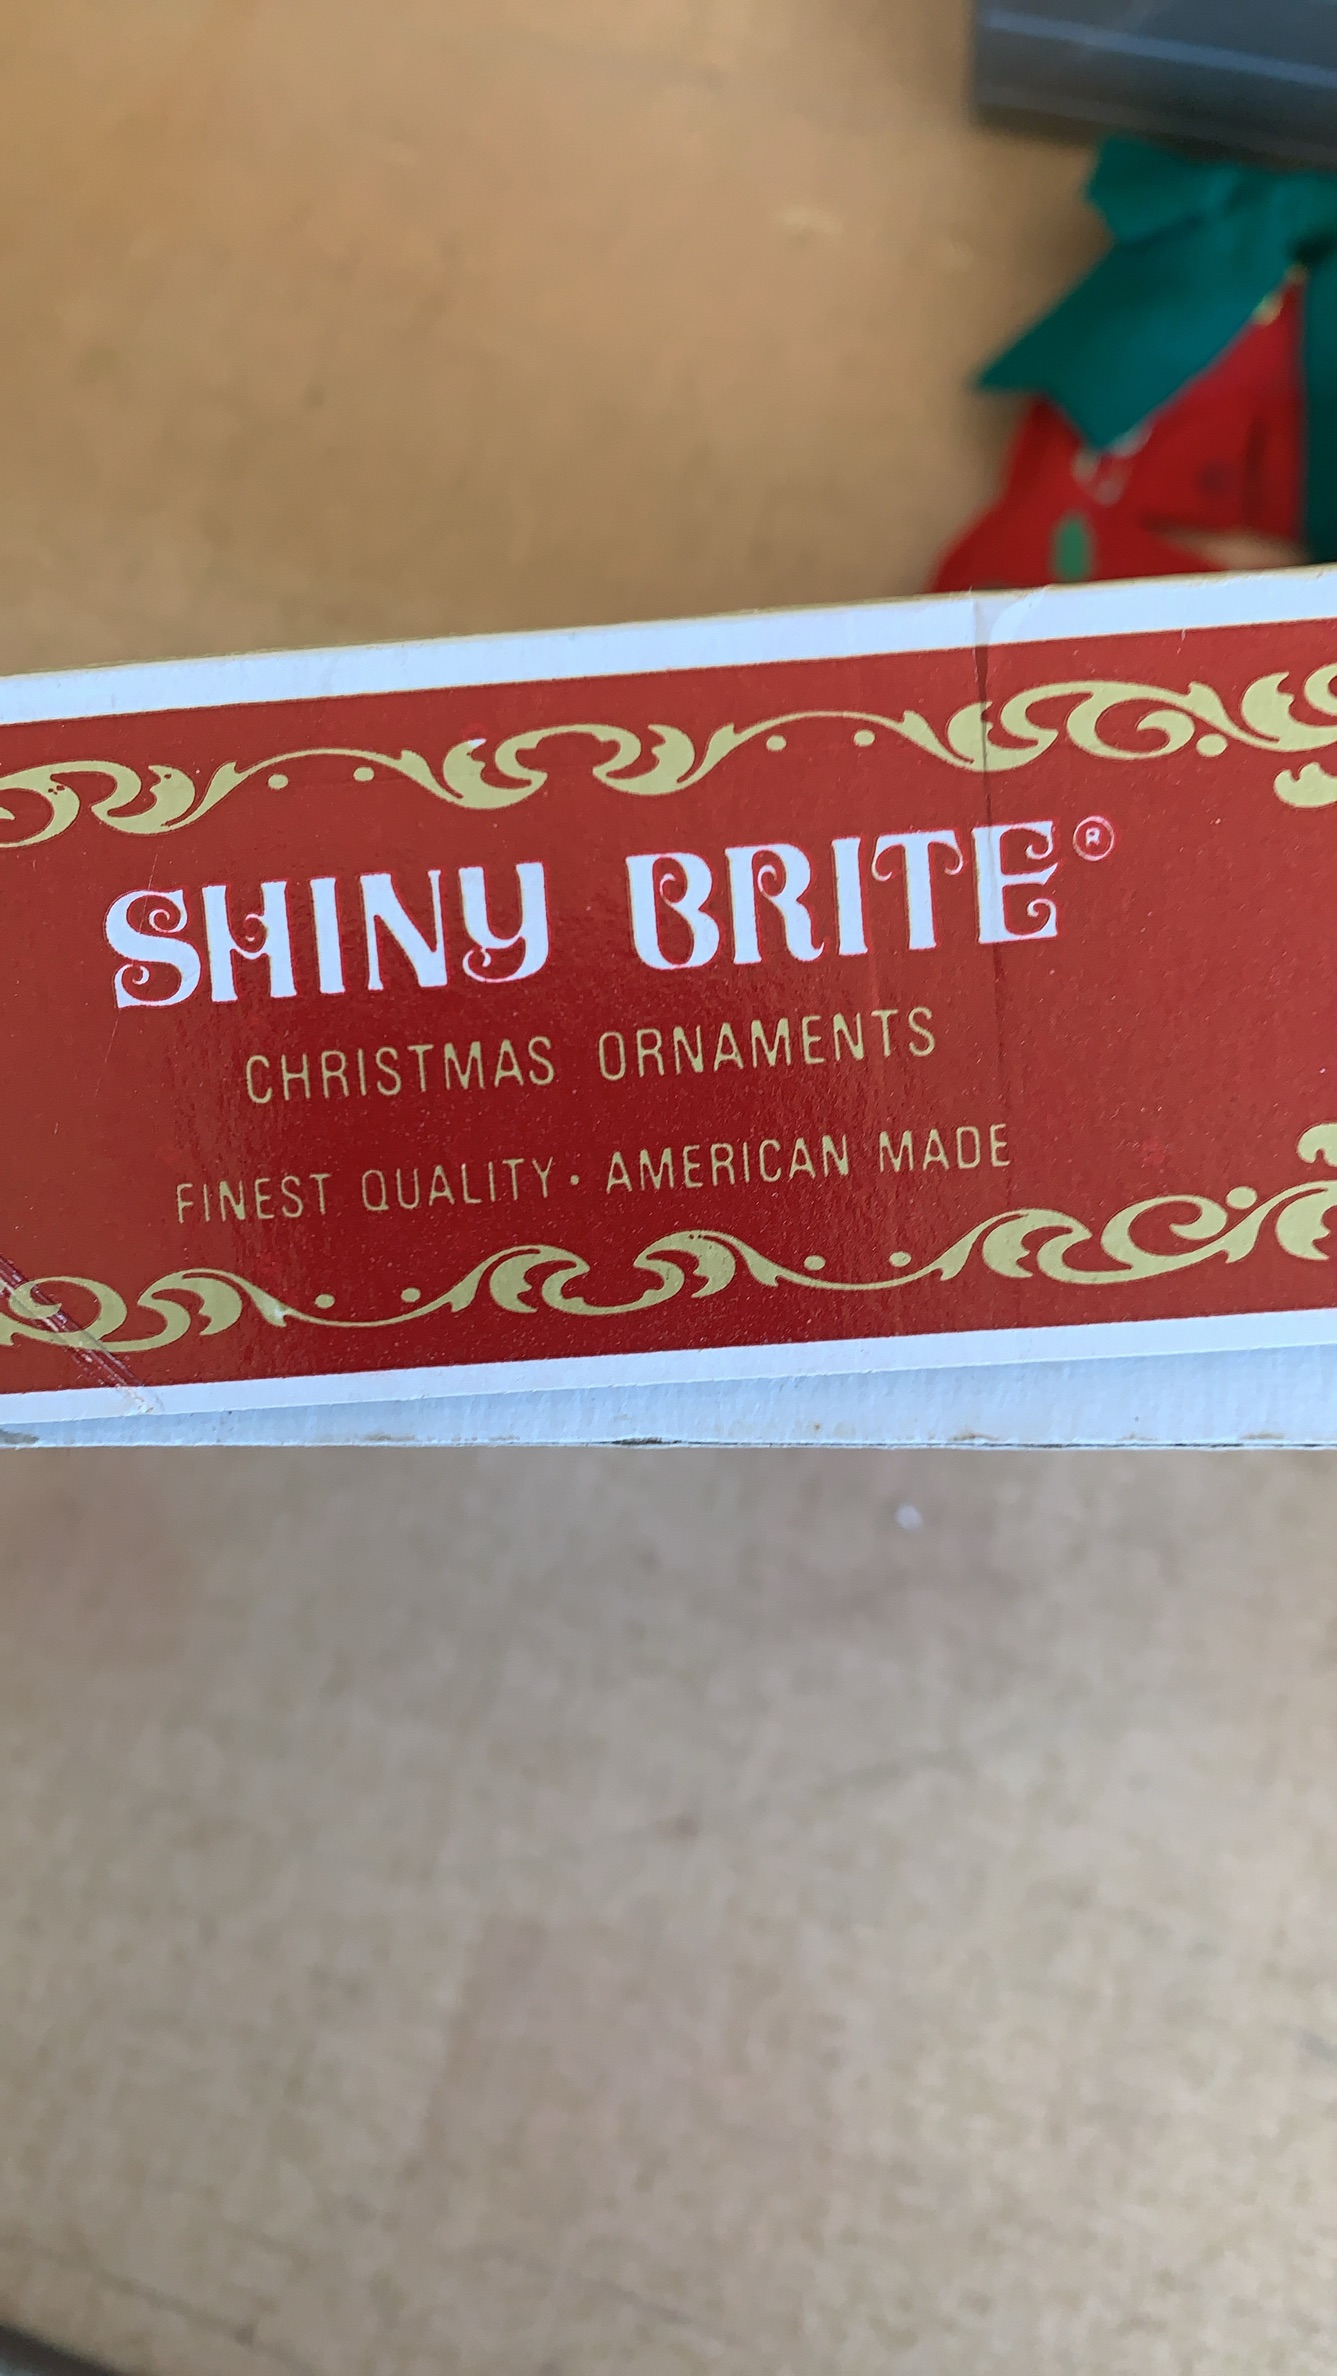 SHINY BRITE®
CHRISTMAS ORNAMENTS
FINEST QUALITY · AMERICAN MADE